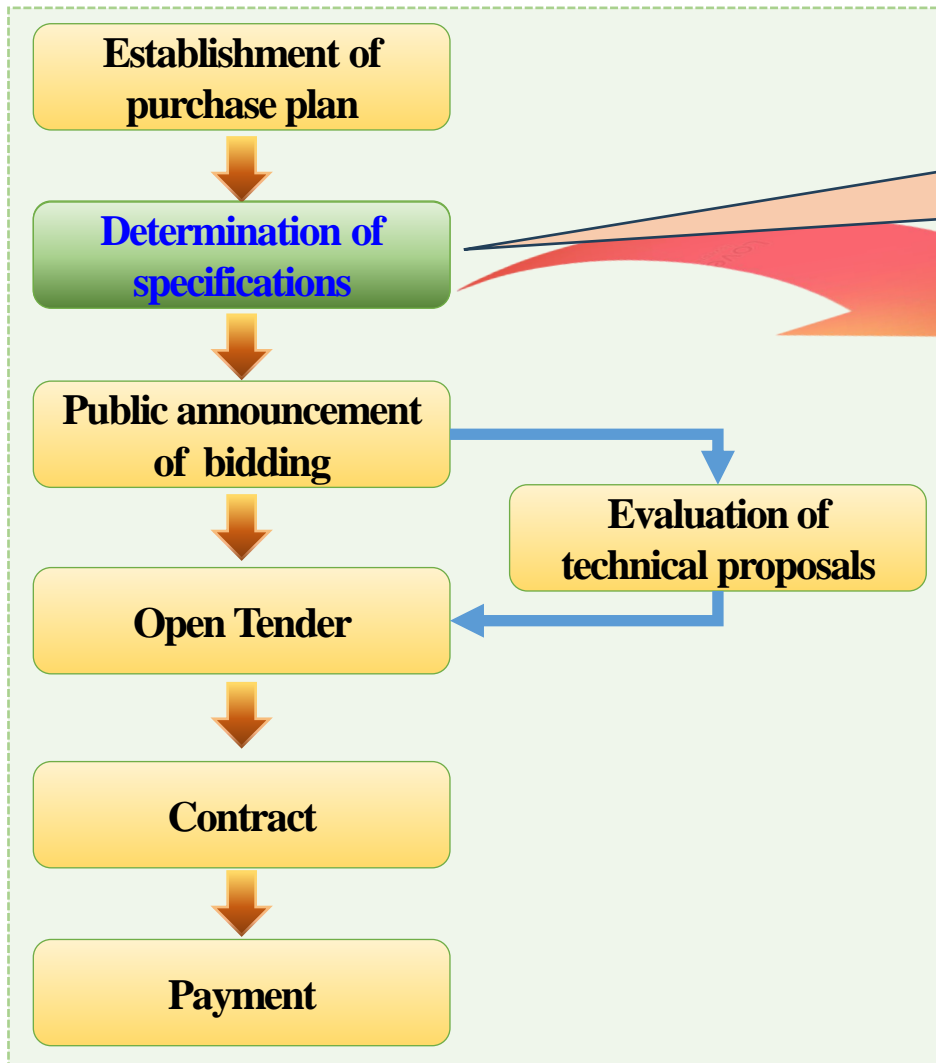 Establishment of
purchase plan
Determination of
specifications
Public announcement
of bidding
Evaluation of
technical proposals
Open Tender
Contract
Payment